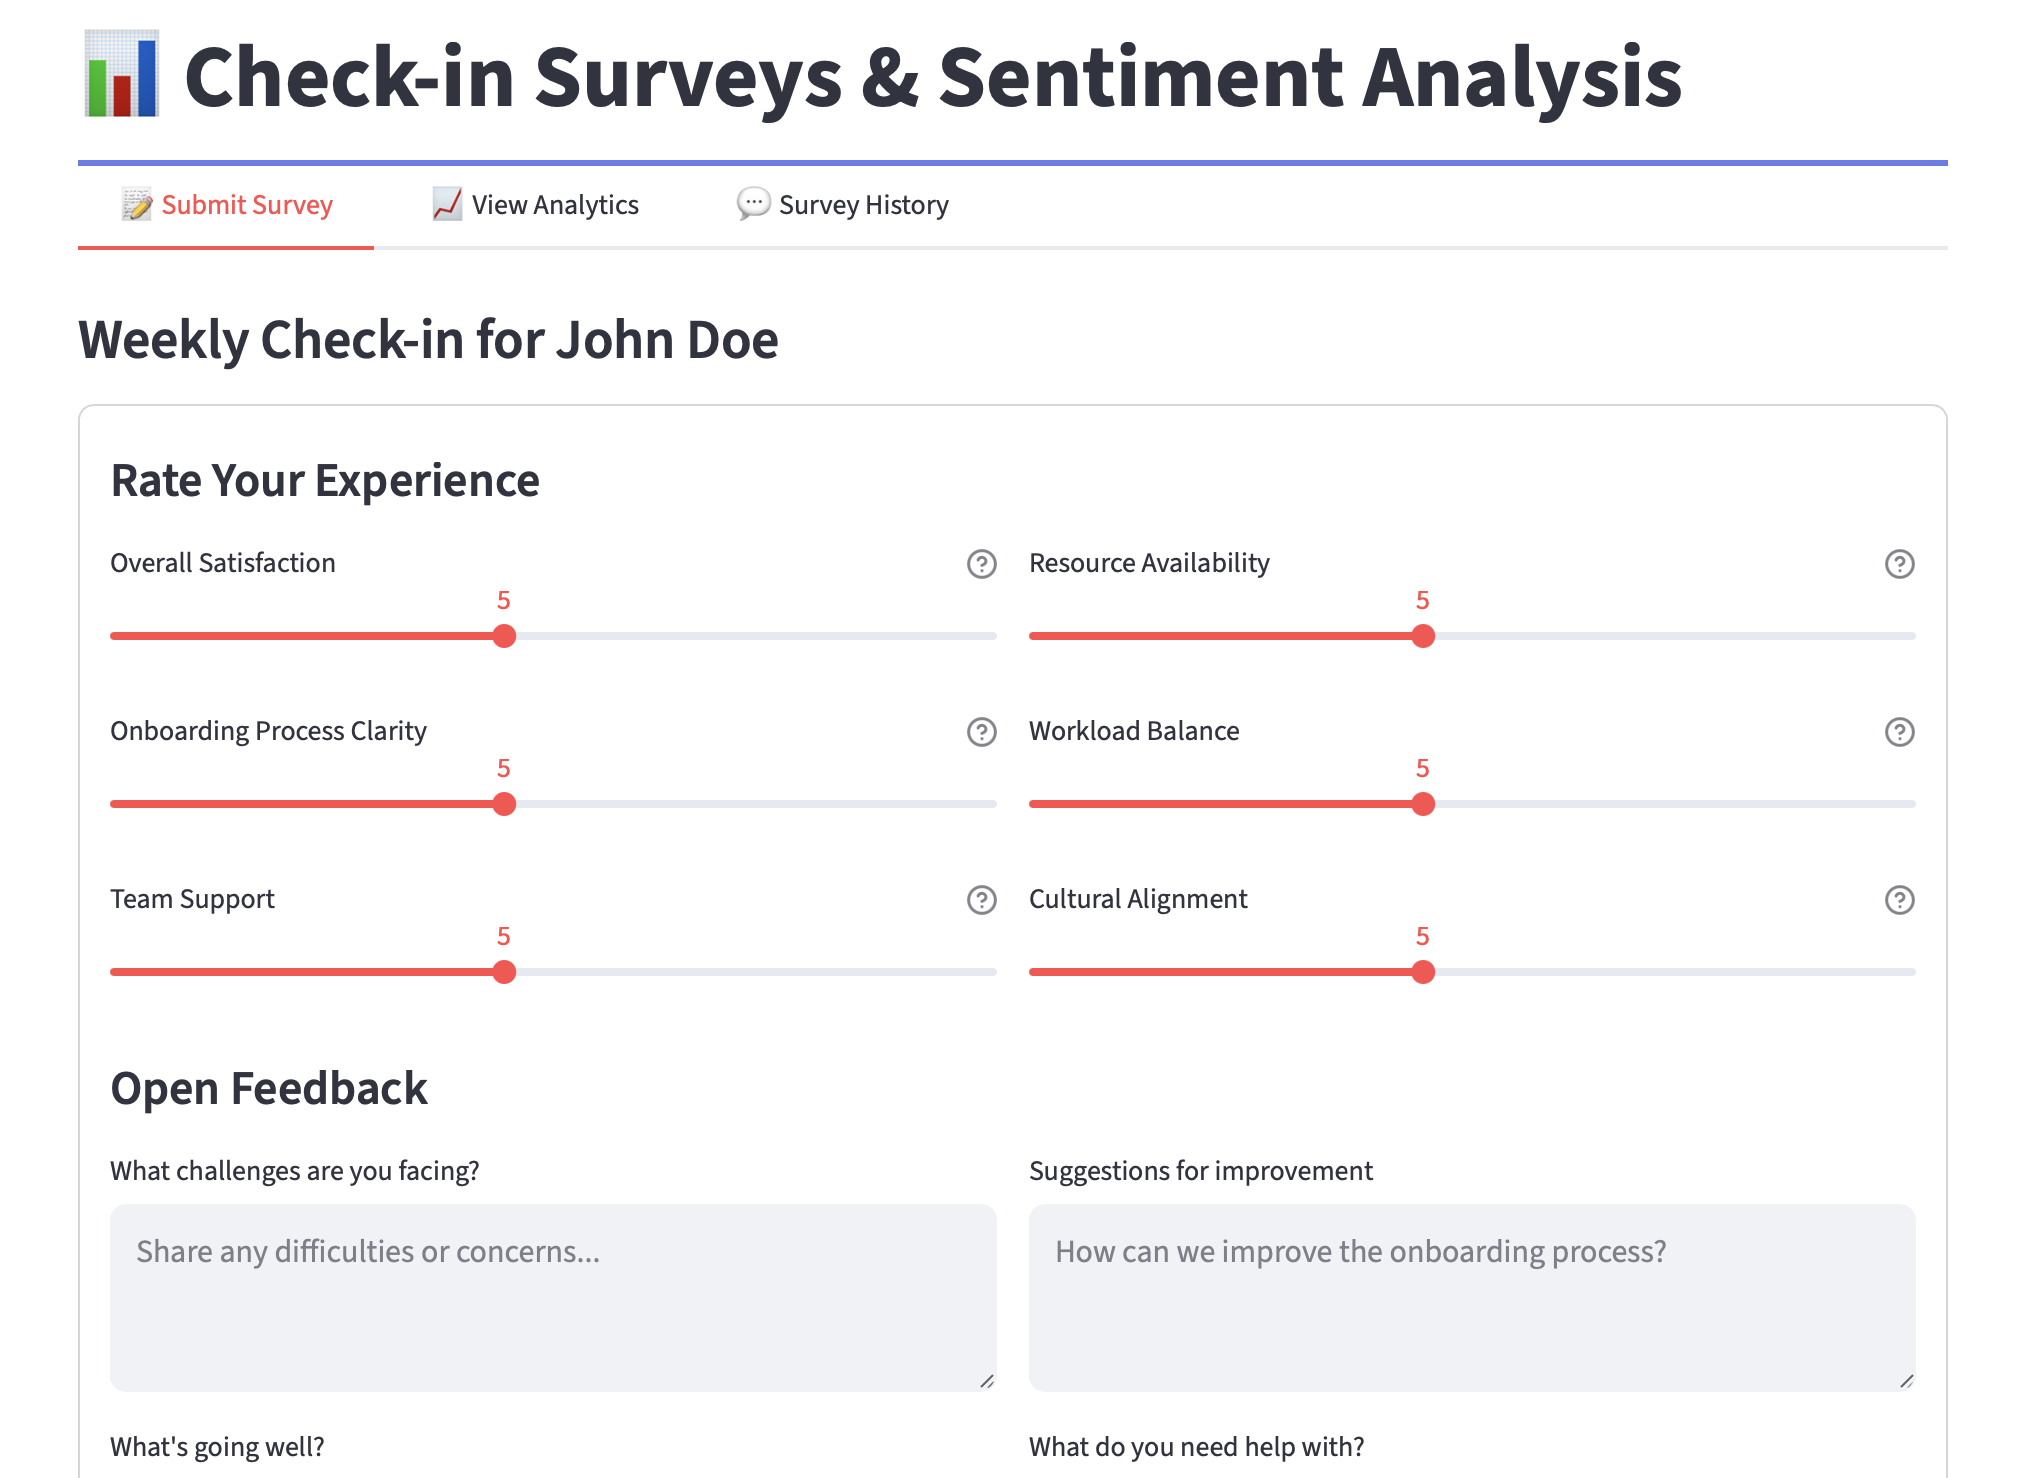 Check-in Surveys & Sentiment Analysis
Submit Survey
View Analytics
Survey History
Weekly Check-in for John Doe
Rate Your Experience
Overall Satisfaction
5
Resource Availability
5
Onboarding Process Clarity
5
Workload Balance
5
Team Support
5
Cultural Alignment
5
Open Feedback
What challenges are you facing?
Share any difficulties or concerns...
Suggestions for improvement
How can we improve the onboarding process?
What's going well?
What do you need help with?